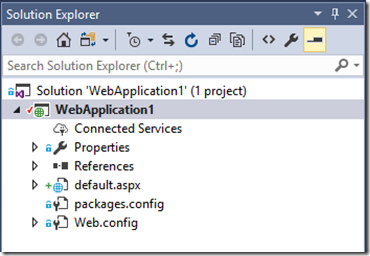 Solution Explorer
Search Solution Explorer (Ctrl+;)
Solution 'WebApplication1' (1 project)
WebApplication1
Connected Services
Properties
References
default.aspx
packages.config
Web.config